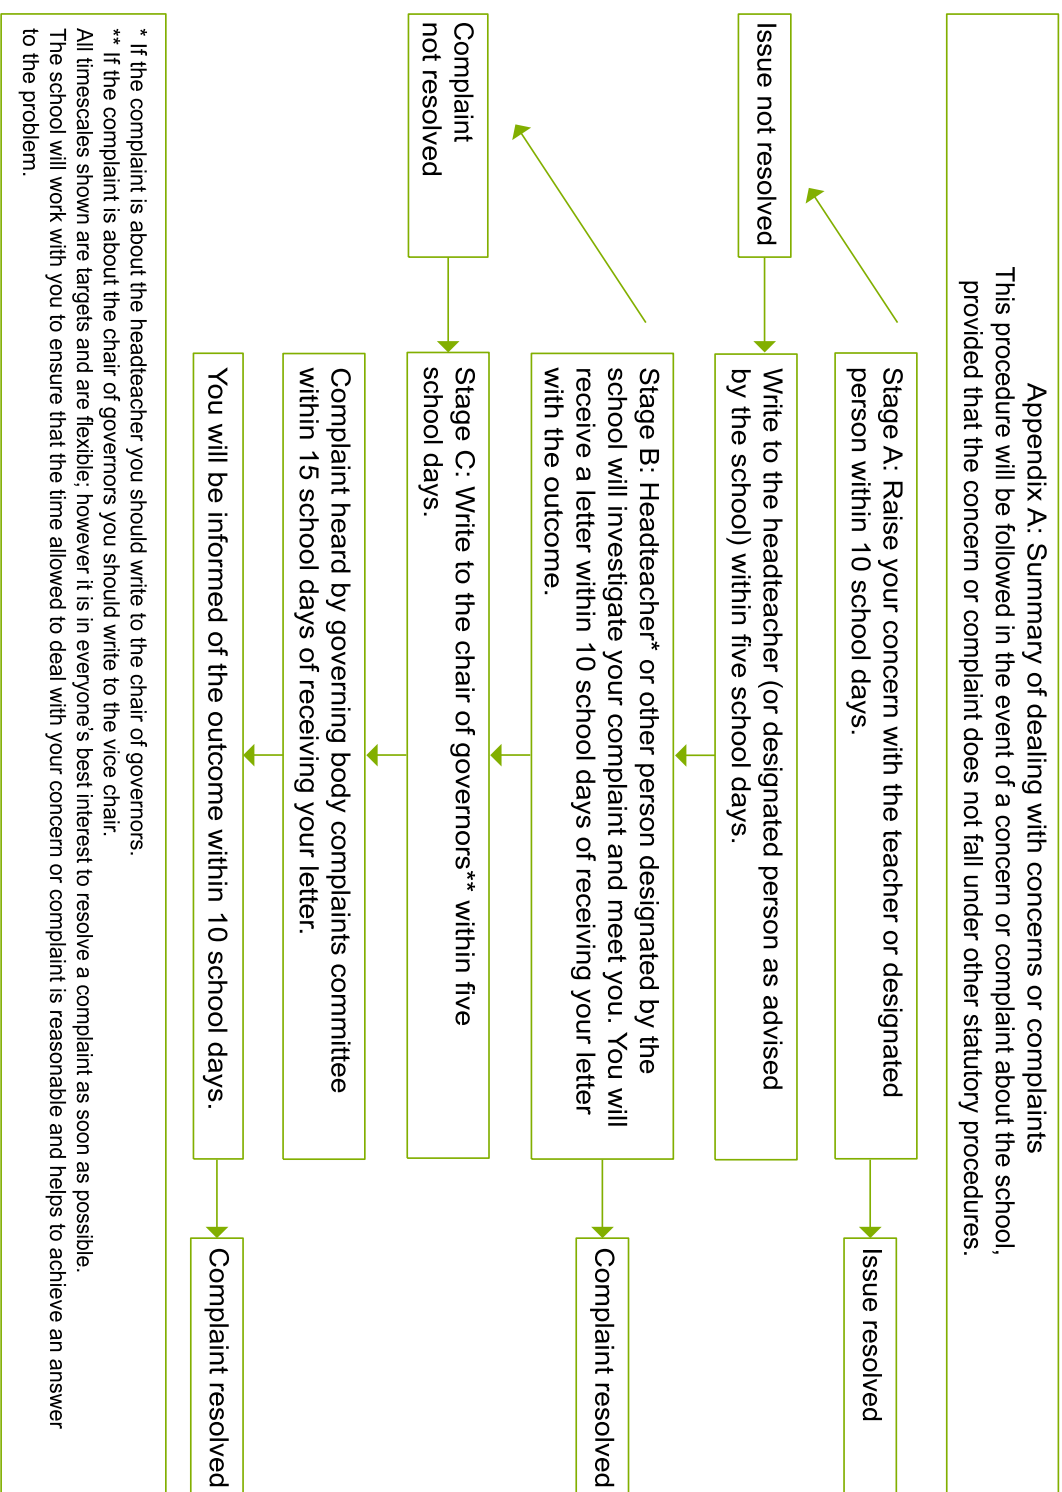 Appendix A: Summary of dealing with concerns or complaints
This procedure will be followed in the event of a concern or complaint about the school,
provided that the concern or complaint does not fall under other statutory procedures.
Stage A: Raise your concern with the teacher or designated
person within 10 school days.
Issue resolved
Issue not resolved
Write to the headteacher (or designated person as advised
by the school) within five school days.
Stage B: Headteacher* or other person designated by the
school will investigate your complaint and meet you. You will
receive a letter within 10 school days of receiving your letter
with the outcome.
Complaint resolved
Complaint
not resolved
Stage C: Write to the chair of governors** within five
school days.
Complaint heard by governing body complaints committee
within 15 school days of receiving your letter.
You will be informed of the outcome within 10 school days.
Complaint resolved
* If the complaint is about the headteacher you should write to the chair of governors.
** If the complaint is about the chair of governors you should write to the vice chair.
All timescales shown are targets and are flexible; however it is in everyone's best interest to resolve a complaint as soon as possible.
The school will work with you to ensure that the time allowed to deal with your concern or complaint is reasonable and helps to achieve an answer
to the problem.